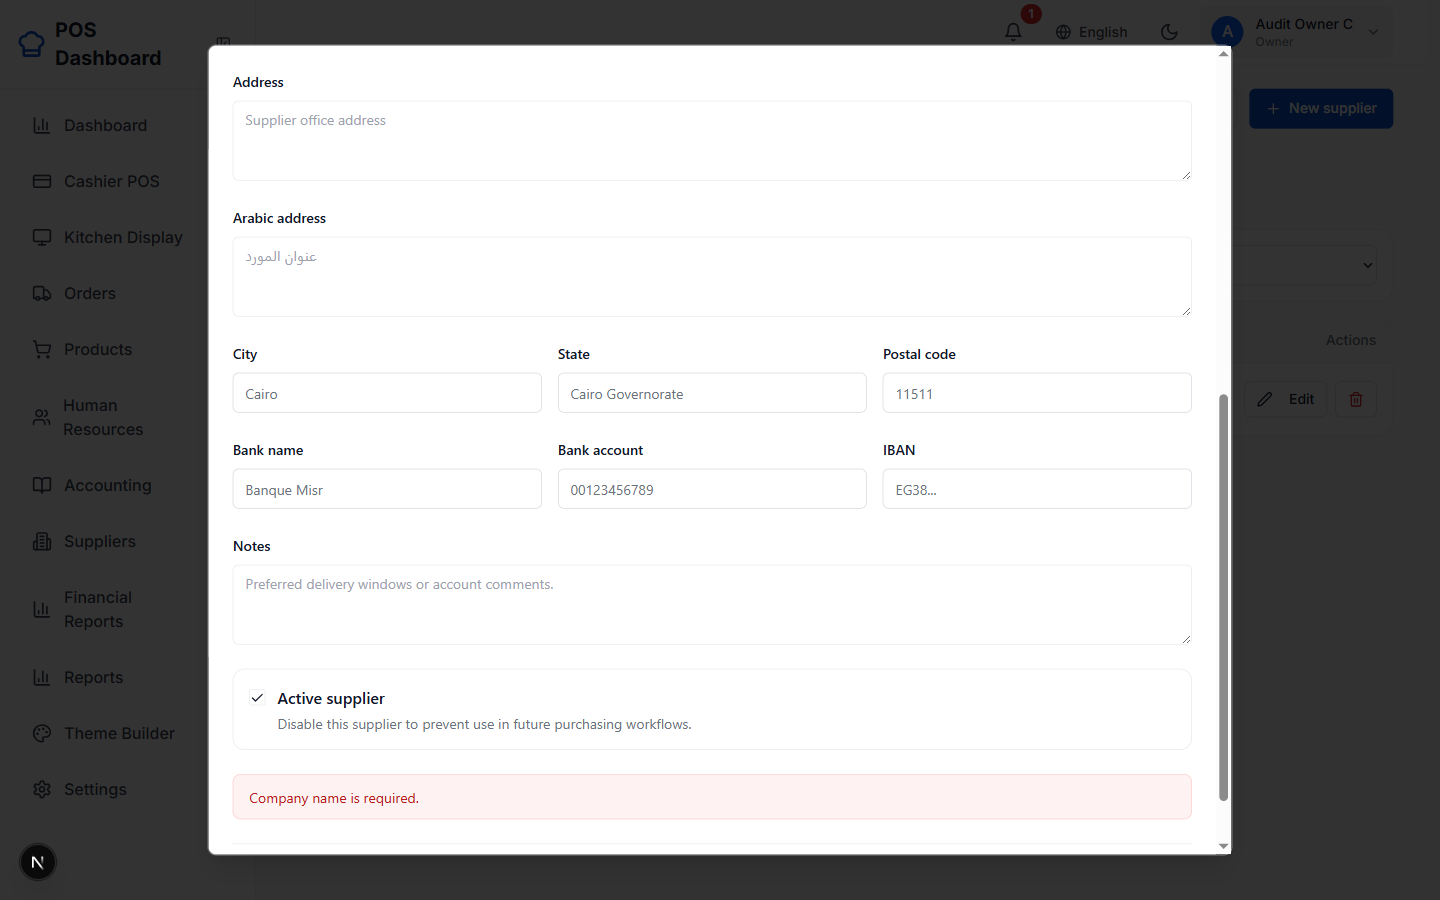 POS
Dashboard
1
English
A
Audit Owner C
Owner
New supplier
Dashboard
Cashier POS
Kitchen Display
Orders
Products
Human
Resources
Accounting
Suppliers
Financial
Reports
Reports
Theme Builder
Settings
N
Address
Supplier office address
Arabic address
عنوان المورد
City
State
Postal code
Cairo
Cairo Governorate
11511
Bank name
Bank account
IBAN
Banque Misr
00123456789
EG38...
Notes
Preferred delivery windows or account comments.
Active supplier
Disable this supplier to prevent use in future purchasing workflows.
Company name is required.
Actions
Edit